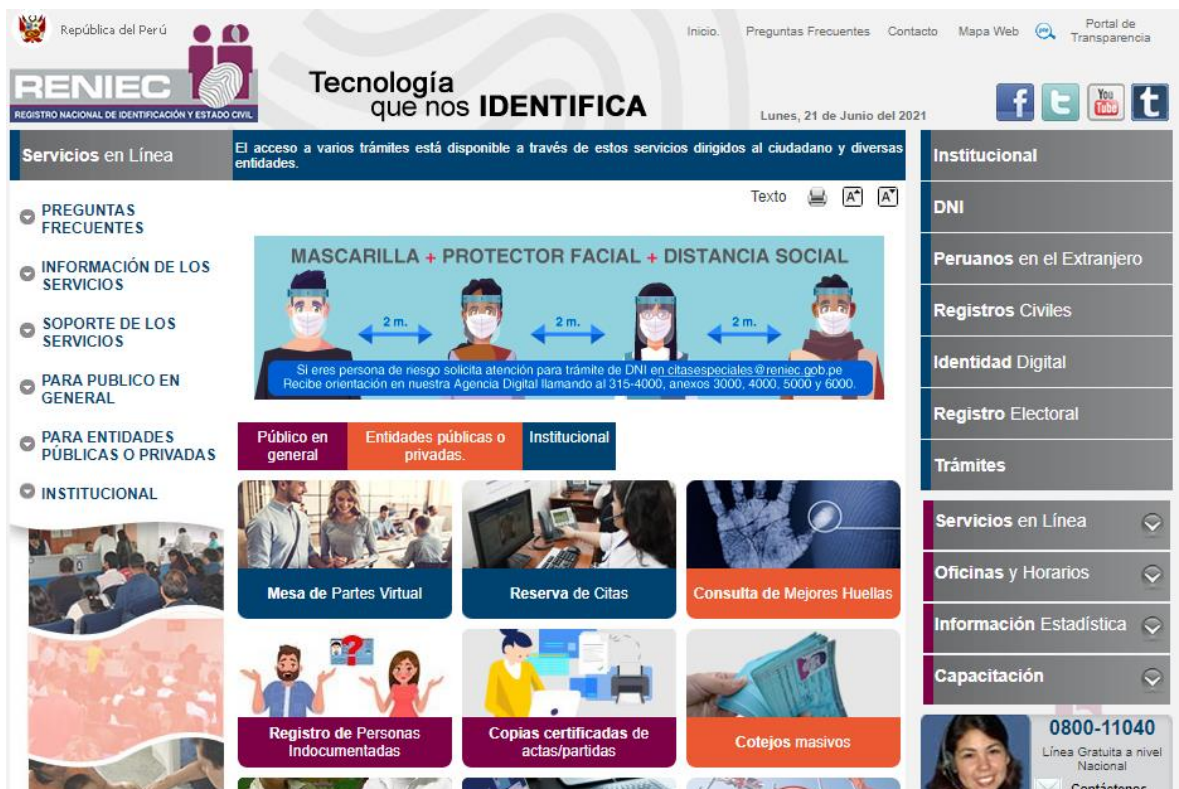 República del Perú
RENIEC
REGISTRO NACIONAL DE IDENTIFICACIÓN Y ESTADO CIVIL
Tecnología
que nos IDENTIFICA
Inicio.
Preguntas Frecuentes
Contacto
Mapa Web
Portal de
Transparencia
Lunes, 21 de Junio del 2021
f
t
You
Tube
t
Servicios en Línea
El acceso a varios trámites está disponible a través de estos servicios dirigidos al ciudadano y diversas
entidades.
Texto
A
A
PREGUNTAS
FRECUENTES
INFORMACIÓN DE LOS
SERVICIOS
SOPORTE DE LOS
SERVICIOS
PARA PUBLICO EN
GENERAL
PARA ENTIDADES
PÚBLICAS O PRIVADAS
INSTITUCIONAL
MASCARILLA + PROTECTOR FACIAL + DISTANCIA SOCIAL
2 m.
2 m.
2 m.
Si eres persona de riesgo solicita atención para trámite de DNI en citasespeciales@reniec.gob.pe
Recibe orientación en nuestra Agencia Digital llamando al 315-4000, anexos 3000, 4000, 5000 y 6000.
Público en
general
Entidades públicas o
privadas.
Institucional
Mesa de Partes Virtual
Reserva de Citas
Consulta de Mejores Huellas
?
Registro de Personas
Indocumentadas
Copias certificadas de
actas/partidas
Cotejos masivos
Institucional
DNI
Peruanos en el Extranjero
Registros Civiles
Identidad Digital
Registro Electoral
Trámites
Servicios en Línea
Oficinas y Horarios
Información Estadística
Capacitación
0800-11040
Línea Gratuita a nivel
Nacional
Contáctenos